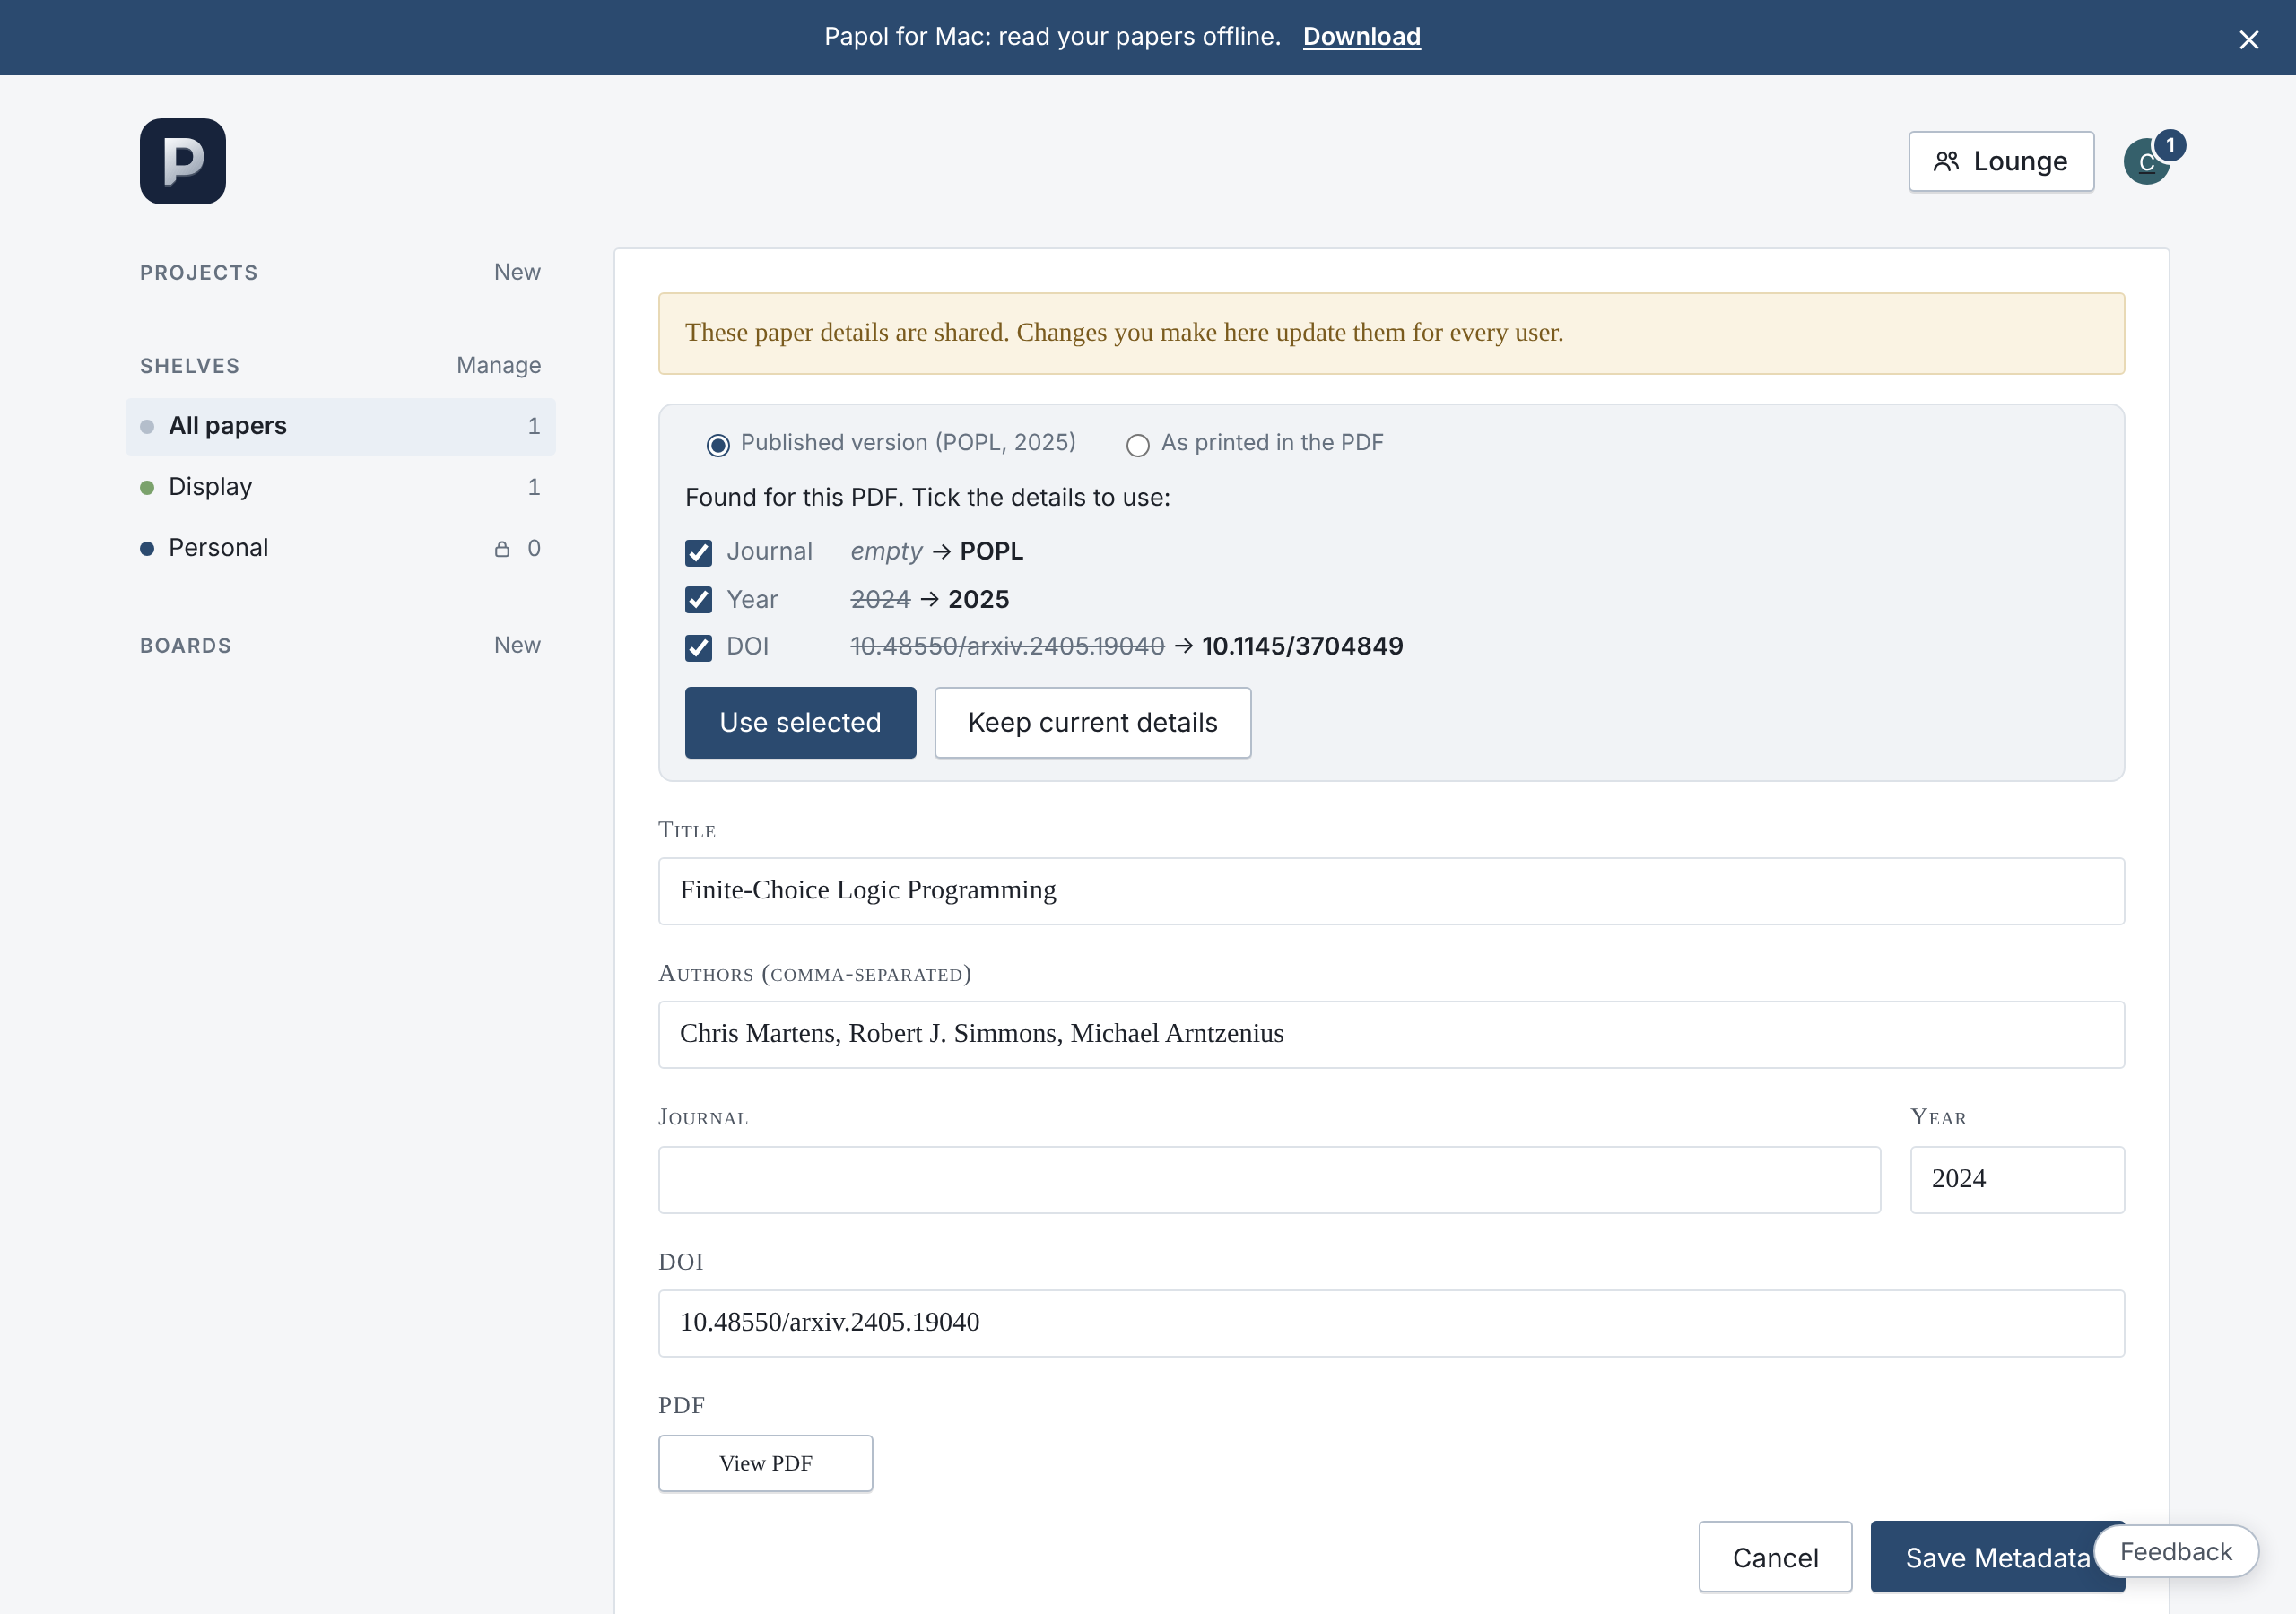 Papol for Mac: read your papers offline. Download
P
Lounge
C
1
PROJECTS New
SHELVES Manage
All papers 1
Display 1
Personal 0
BOARDS New
These paper details are shared. Changes you make here update them for every user.
Published version (POPL, 2025) As printed in the PDF
Found for this PDF. Tick the details to use:
Journal empty → POPL
Year 2024 → 2025
DOI 10.48550/arxiv.2405.19040 → 10.1145/3704849
Use selected Keep current details
Title
Finite-Choice Logic Programming
Authors (comma-separated)
Chris Martens, Robert J. Simmons, Michael Arntzenius
Journal Year
2024
DOI
10.48550/arxiv.2405.19040
PDF
View PDF
Cancel Save Metadata Feedback